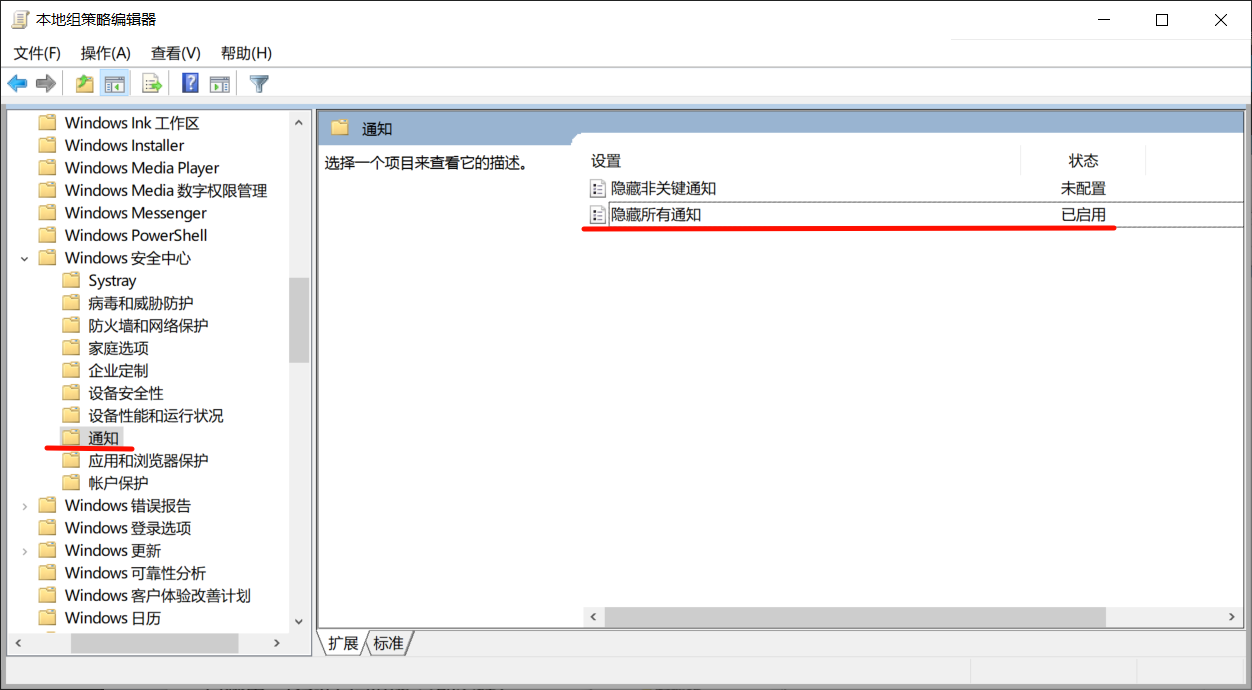 本地组策略编辑器
文件(F) 操作(A) 查看(V) 帮助(H)
Windows Ink 工作区
Windows Installer
Windows Media Player
Windows Media 数字权限管理
Windows Messenger
Windows PowerShell
Windows 安全中心
Systray
病毒和威胁防护
防火墙和网络保护
家庭选项
企业定制
设备安全性
设备性能和运行状况
通知
应用和浏览器保护
帐户保护
Windows 错误报告
Windows 登录选项
Windows 更新
Windows 可靠性分析
Windows 客户体验改善计划
Windows 日历
通知
选择一个项目来查看它的描述。
设置 状态
隐藏非关键通知 未配置
隐藏所有通知 已启用
扩展 标准